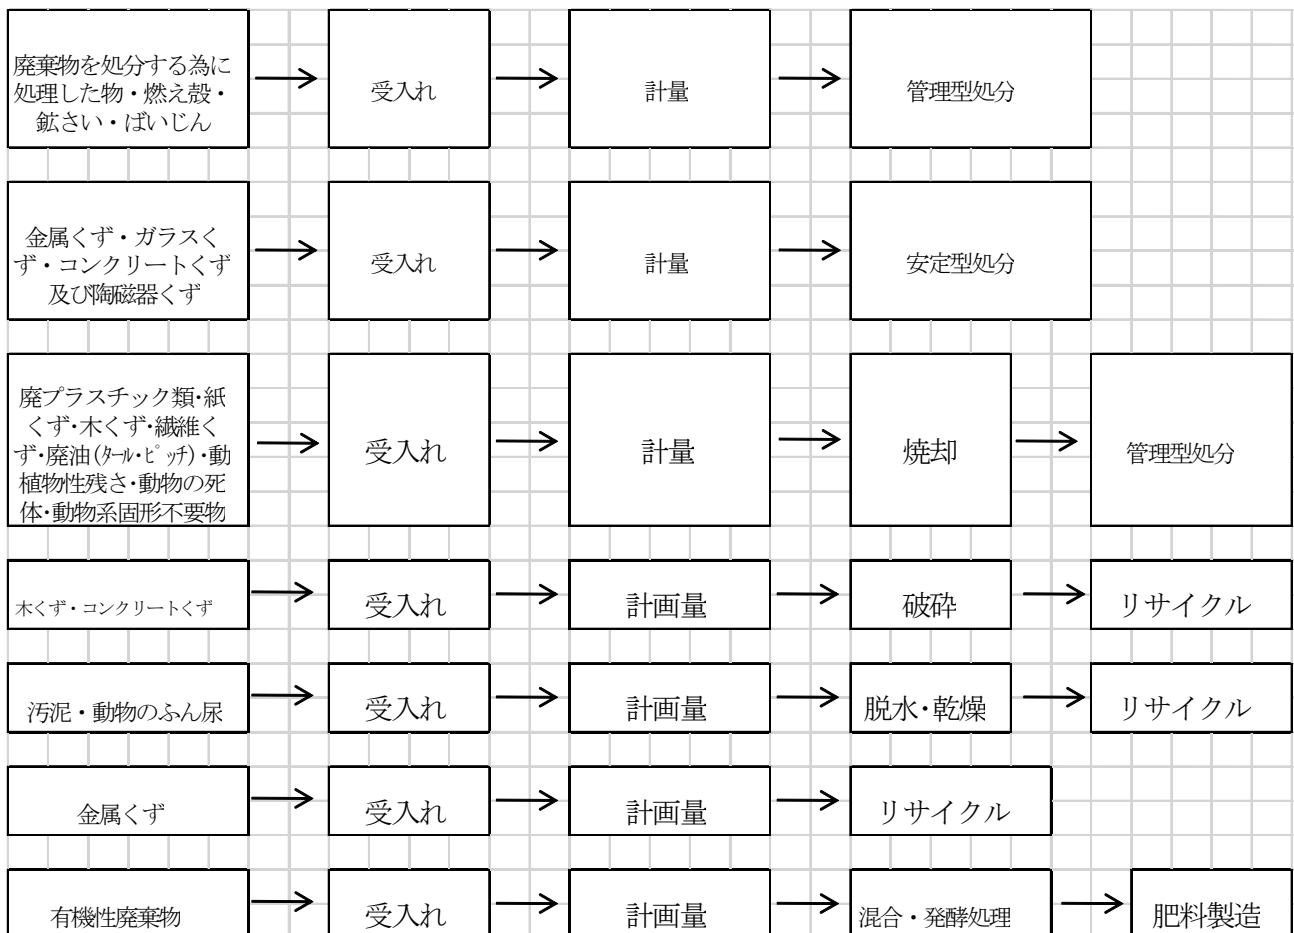 廃棄物を処分する為に
処理した物・燃え殻・
鉱さい・ばいじん
受入れ
計量
管理型処分
金属くず・ガラスく
ず・コンクリートくず
及び陶磁器くず
受入れ
計量
安定型処分
廃プラスチック類･紙
くず･木くず･繊維く
ず･廃油(ﾀｰﾙ･ﾋﾟｯﾁ)･動
植物性残さ･動物の死
体･動物系固形不要物
受入れ
計量
焼却
管理型処分
木くず・コンクリートくず
受入れ
計画量
破砕
リサイクル
汚泥・動物のふん尿
受入れ
計画量
脱水･乾燥
リサイクル
金属くず
受入れ
計画量
リサイクル
有機性廃棄物
受入れ
計画量
混合・発酵処理
肥料製造